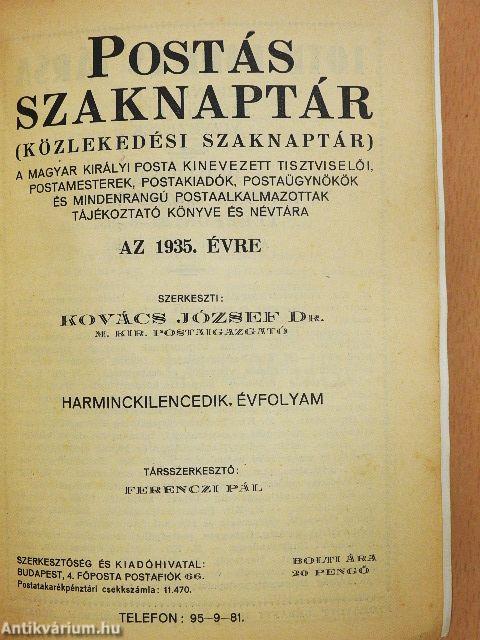 POSTÁS
SZAKNAPTÁR
(KÖZLEKEDÉSI SZAKNAPTÁR)
A MAGYAR KIRÁLYI POSTA KINEVEZETT TISZTVISELŐI,
POSTAMESTEREK, POSTAKIADÓK, POSTAÜGYNÖKÖK
ÉS MINDENRANGÚ POSTAALKALMAZOTTAK
TÁJÉKOZTATÓ KÖNYVE ÉS NÉVTÁRA
AZ 1935. ÉVRE
SZERKESZTI:
KOVÁCS JÓZSEF DR.
M. KIR. POSTAIGAZGATÓ
HARMINCKILENCEDIK. ÉVFOLYAM
TÁRSSZERKESZTŐ:
FERENCZI PÁL
SZERKESZTŐSÉG ÉS KIADÓHIVATAL:
BUDAPEST, 4. FŐPOSTA POSTAFIÓK 66.
Postatakarékpénztári csekkszámla: 11.470.
BOLTI ÁRA
20 PENGŐ
TELEFON: 95-9-81.
Antikvárium.hu